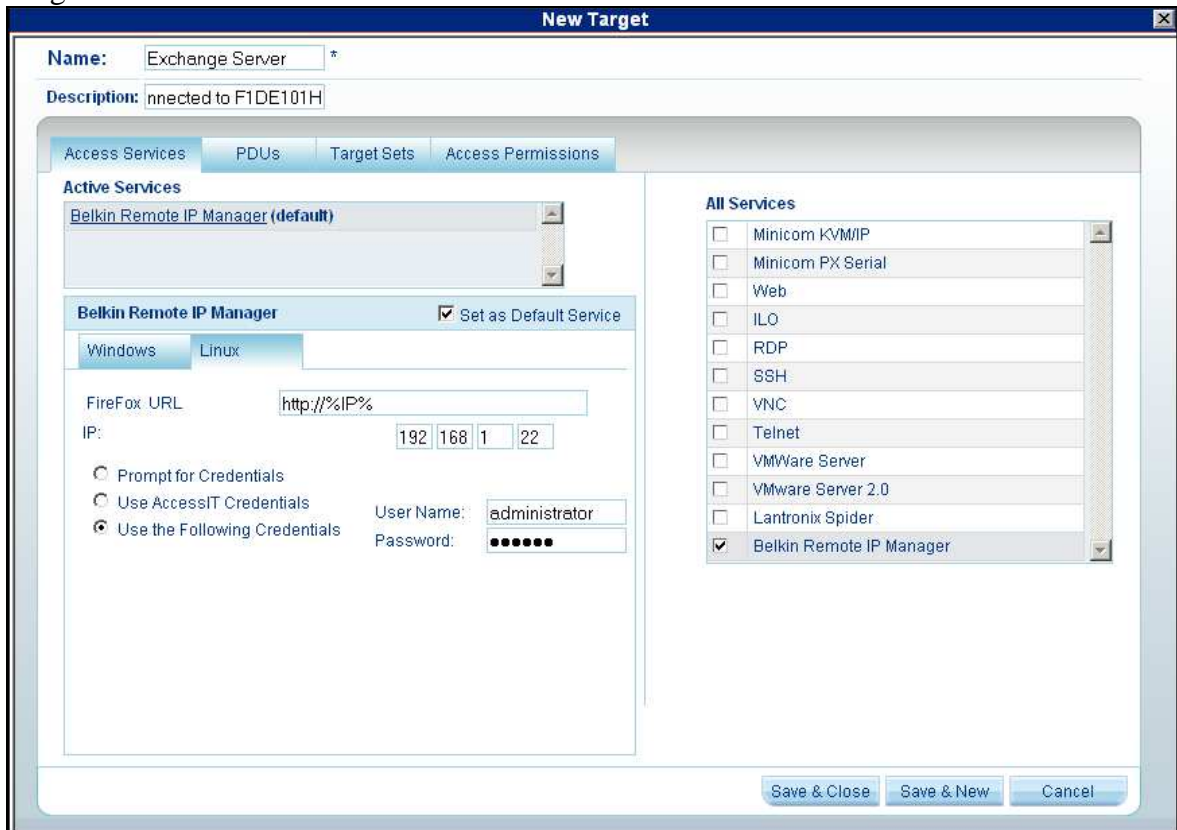 New Target
Name: Exchange Server *
Description: nnected to F1DE101H
Access Services PDUs Target Sets Access Permissions
Active Services
Belkin Remote IP Manager (default)
Belkin Remote IP Manager Set as Default Service
Windows Linux
FireFox URL http://%IP%
IP: 192 168 1 22
Prompt for Credentials
Use AccessIT Credentials
Use the Following Credentials
User Name: administrator
Password: ●●●●●●
All Services
Minicom KVM/IP
Minicom PX Serial
Web
ILO
RDP
SSH
VNC
Telnet
VMWare Server
VMware Server 2.0
Lantronix Spider
Belkin Remote IP Manager
Save & Close Save & New Cancel